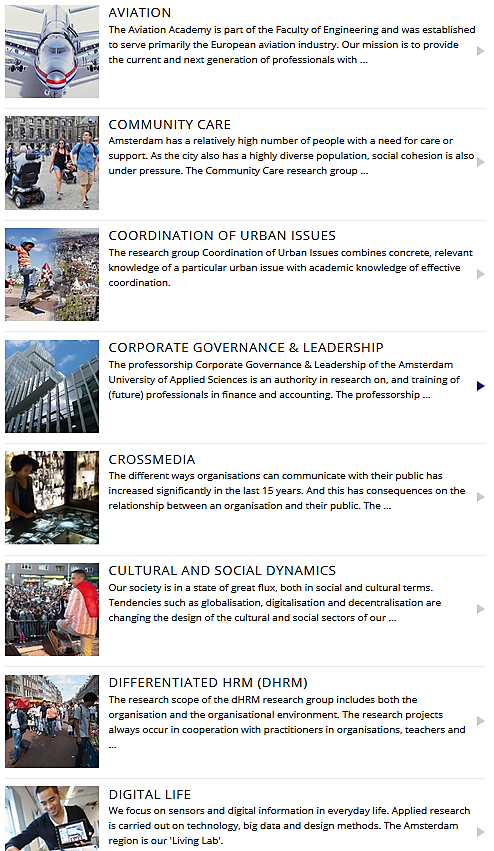 AVIATION
The Aviation Academy is part of the Faculty of Engineering and was established
to serve primarily the European aviation industry. Our mission is to provide
the current and next generation of professionals with ...
COMMUNITY CARE
Amsterdam has a relatively high number of people with a need for care or
support. As the city also has a highly diverse population, social cohesion is also
under pressure. The Community Care research group ...
COORDINATION OF URBAN ISSUES
The research group Coordination of Urban Issues combines concrete, relevant
knowledge of a particular urban issue with academic knowledge of effective
coordination.
CORPORATE GOVERNANCE & LEADERSHIP
The professorship Corporate Governance & Leadership of the Amsterdam
University of Applied Sciences is an authority in research on, and training of
(future) professionals in finance and accounting. The professorship ...
CROSSMEDIA
The different ways organisations can communicate with their public has
increased significantly in the last 15 years. And this has consequences on the
relationship between an organisation and their public. The ...
CULTURAL AND SOCIAL DYNAMICS
Our society is in a state of great flux, both in social and cultural terms.
Tendencies such as globalisation, digitalisation and decentralisation are
changing the design of the cultural and social sectors of our ...
DIFFERENTIATED HRM (DHRM)
The research scope of the dHRM research group includes both the
organisation and the organisational environment. The research projects
always occur in cooperation with practitioners in organisations, teachers and
...
DIGITAL LIFE
We focus on sensors and digital information in everyday life. Applied research
is carried out on technology, big data and design methods. The Amsterdam
region is our 'Living Lab'.